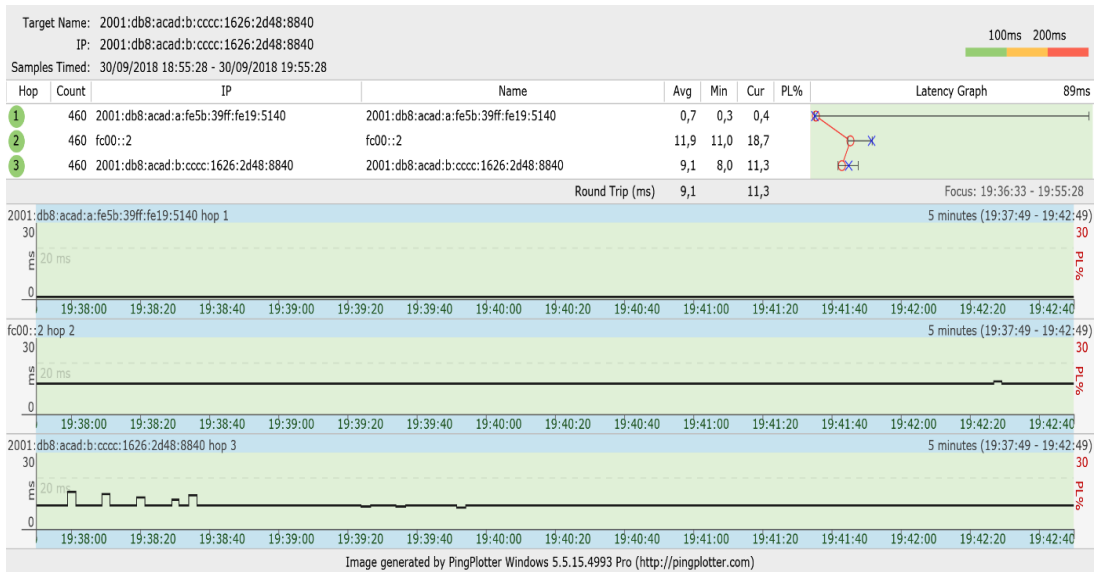 Target Name: 2001:db8:acad:b:cccc:1626:2d48:8840
IP: 2001:db8:acad:b:cccc:1626:2d48:8840
Samples Timed: 30/09/2018 18:55:28 - 30/09/2018 19:55:28
100ms 200ms
Hop Count IP Name Avg Min Cur PL% Latency Graph 89ms
1 460 2001:db8:acad:a:fe5b:39ff:fe19:5140 2001:db8:acad:a:fe5b:39ff:fe19:5140 0,7 0,3 0,4
2 460 fc00::2 fc00::2 11,9 11,0 18,7
3 460 2001:db8:acad:b:cccc:1626:2d48:8840 2001:db8:acad:b:cccc:1626:2d48:8840 9,1 8,0 11,3
Round Trip (ms) 9,1 11,3 Focus: 19:36:33 - 19:55:28
2001:db8:acad:a:fe5b:39ff:fe19:5140 hop 1 5 minutes (19:37:49 - 19:42:49)
30 30
ms 20 ms PL%
0
19:38:00 19:38:20 19:38:40 19:39:00 19:39:20 19:39:40 19:40:00 19:40:20 19:40:40 19:41:00 19:41:20 19:41:40 19:42:00 19:42:20 19:42:40
fc00::2 hop 2 5 minutes (19:37:49 - 19:42:49)
30 30
ms 20 ms PL%
0
19:38:00 19:38:20 19:38:40 19:39:00 19:39:20 19:39:40 19:40:00 19:40:20 19:40:40 19:41:00 19:41:20 19:41:40 19:42:00 19:42:20 19:42:40
2001:db8:acad:b:cccc:1626:2d48:8840 hop 3 5 minutes (19:37:49 - 19:42:49)
30 30
ms 20 ms PL%
0
19:38:00 19:38:20 19:38:40 19:39:00 19:39:20 19:39:40 19:40:00 19:40:20 19:40:40 19:41:00 19:41:20 19:41:40 19:42:00 19:42:20 19:42:40
Image generated by PingPlotter Windows 5.5.15.4993 Pro (http://pingplotter.com)